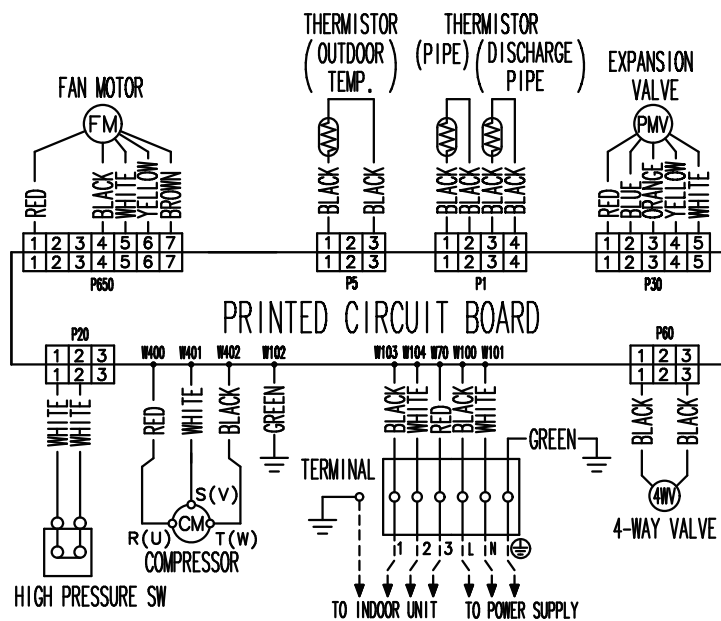 THERMISTOR
(OUTDOOR TEMP.)
THERMISTOR
(PIPE) (DISCHARGE PIPE)
EXPANSION
VALVE
FAN MOTOR
FM
PMV
RED BLACK WHITE YELLOW BROWN
BLACK BLACK
BLACK BLACK BLACK BLACK
RED BLUE ORANGE YELLOW WHITE
1 2 3 4 5 6 7
1 2 3 4 5 6 7
P650
1 2 3
1 2 3
P5
1 2 3 4
1 2 3 4
P1
1 2 3 4 5
1 2 3 4 5
P30
PRINTED CIRCUIT BOARD
P20
1 2 3
1 2 3
W400 W401 W402 W102
W103 W104 W70 W100 W101
P60
1 2 3
1 2 3
WHITE WHITE
RED WHITE BLACK GREEN
BLACK WHITE RED BLACK WHITE
GREEN
BLACK BLACK
TERMINAL
S(V)
CM
R(U) T(W)
COMPRESSOR
4WV
4-WAY VALVE
1 2 3 L N
HIGH PRESSURE SW
TO INDOOR UNIT
TO POWER SUPPLY